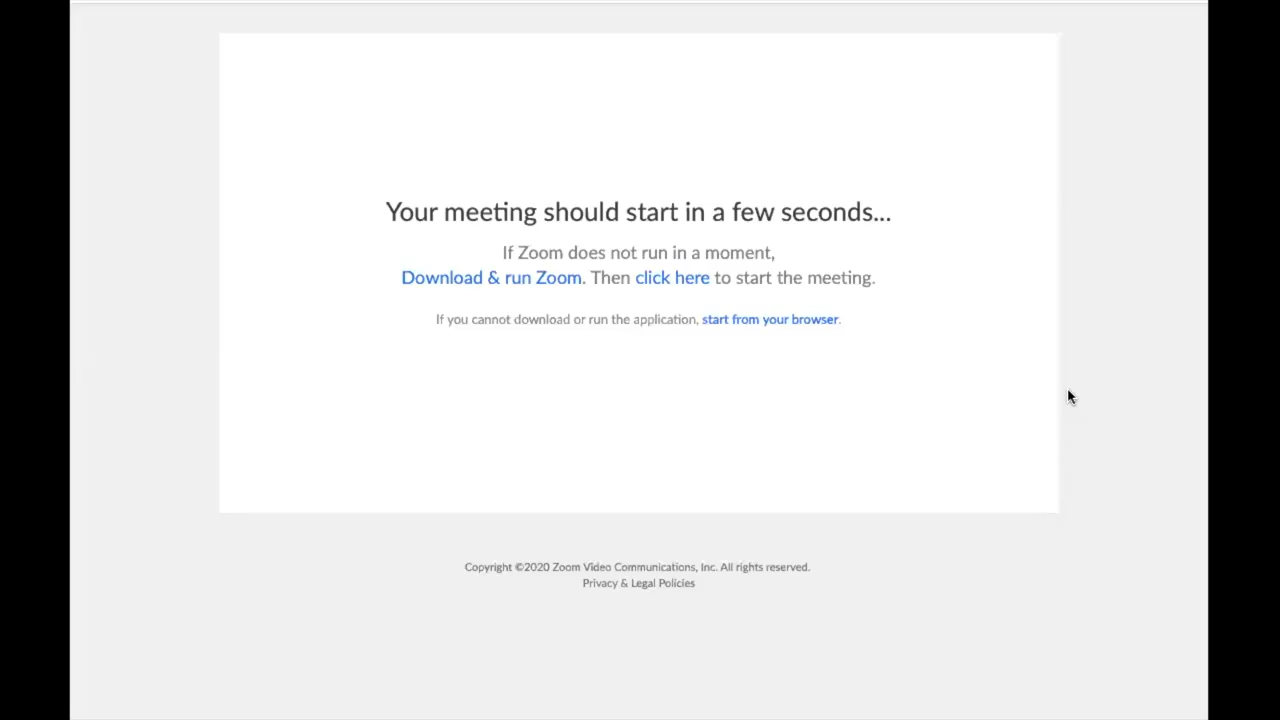 Your meeting should start in a few seconds...
If Zoom does not run in a moment,
Download & run Zoom. Then click here to start the meeting.
If you cannot download or run the application, start from your browser.
Copyright ©2020 Zoom Video Communications, Inc. All rights reserved.
Privacy & Legal Policies